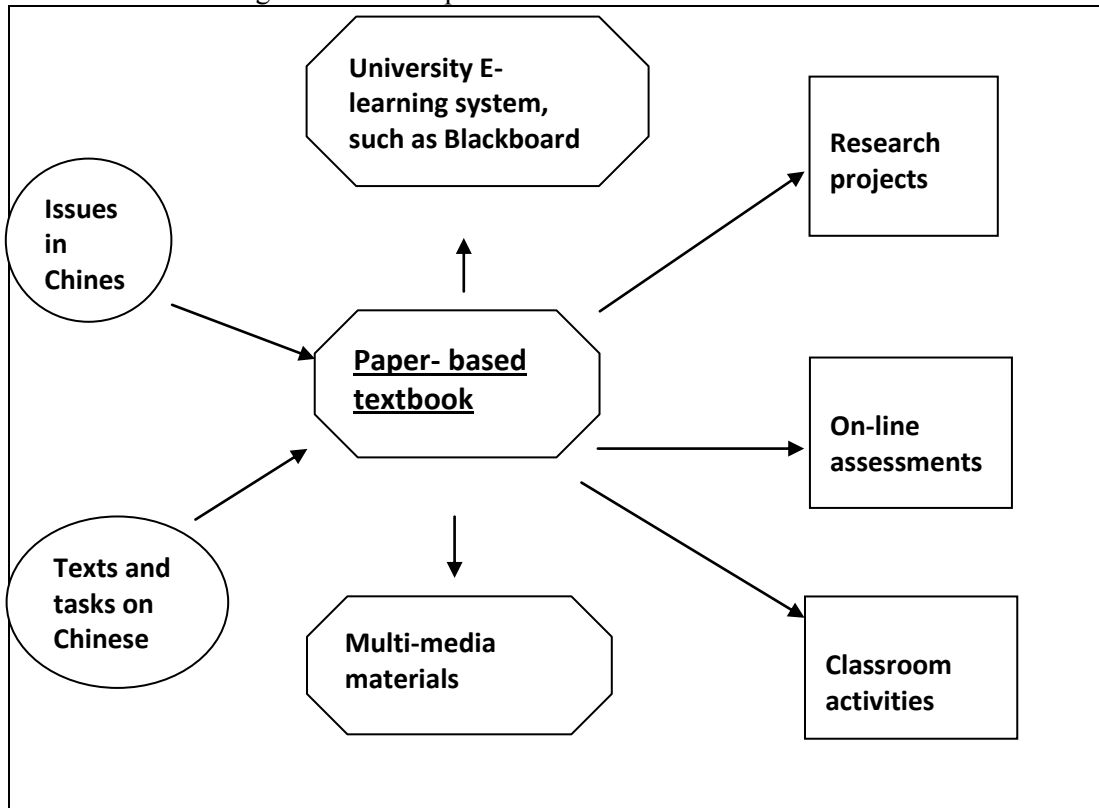 University E-
learning system,
such as Blackboard
Research
projects
Issues
in
Chines
Paper- based
textbook
On-line
assessments
Texts and
tasks on
Chinese
Multi-media
materials
Classroom
activities